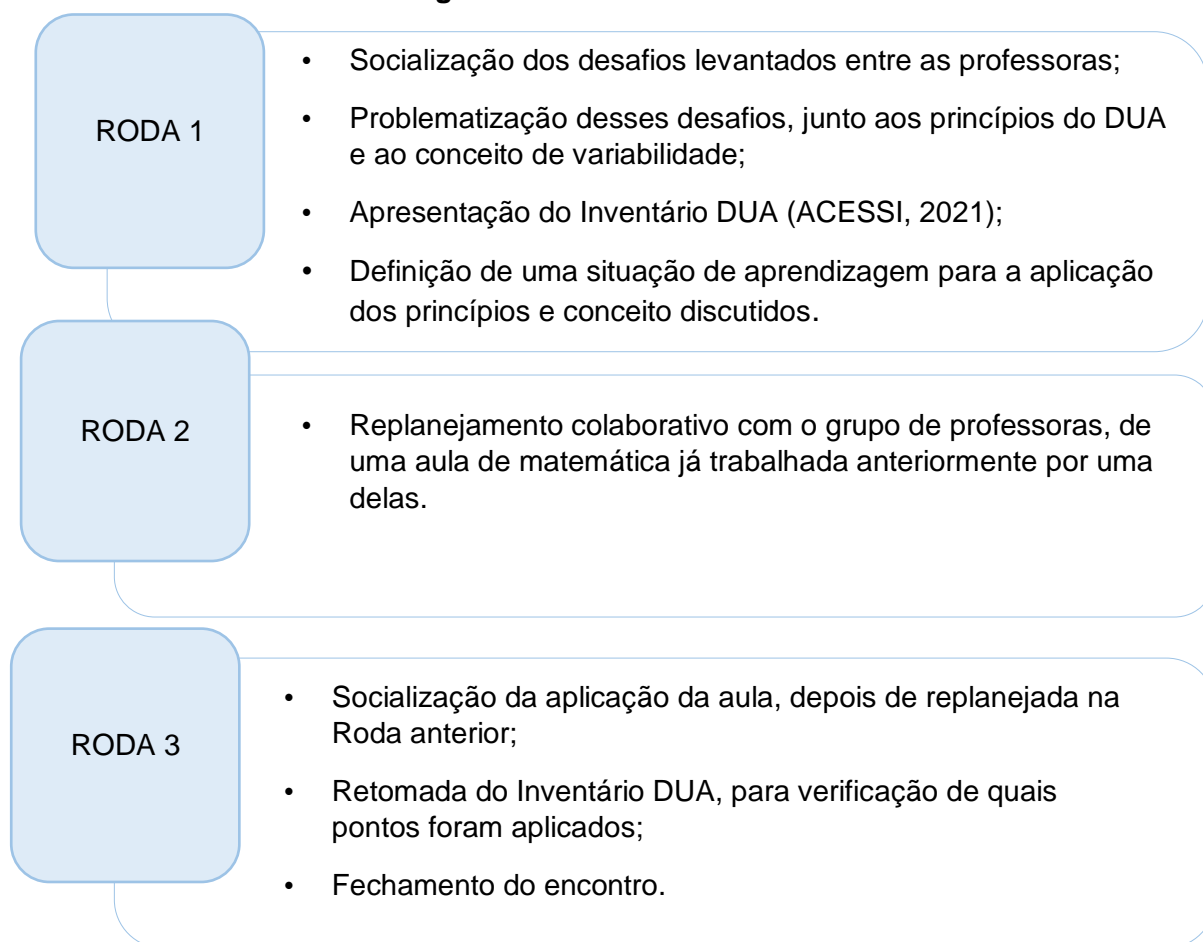 RODA 1
• Socialização dos desafios levantados entre as professoras;
• Problematização desses desafios, junto aos princípios do DUA
e ao conceito de variabilidade;
• Apresentação do Inventário DUA (ACESSI, 2021);
• Definição de uma situação de aprendizagem para a aplicação
dos princípios e conceito discutidos.
RODA 2
• Replanejamento colaborativo com o grupo de professoras, de
uma aula de matemática já trabalhada anteriormente por uma
delas.
RODA 3
• Socialização da aplicação da aula, depois de replanejada na
Roda anterior;
• Retomada do Inventário DUA, para verificação de quais
pontos foram aplicados;
• Fechamento do encontro.